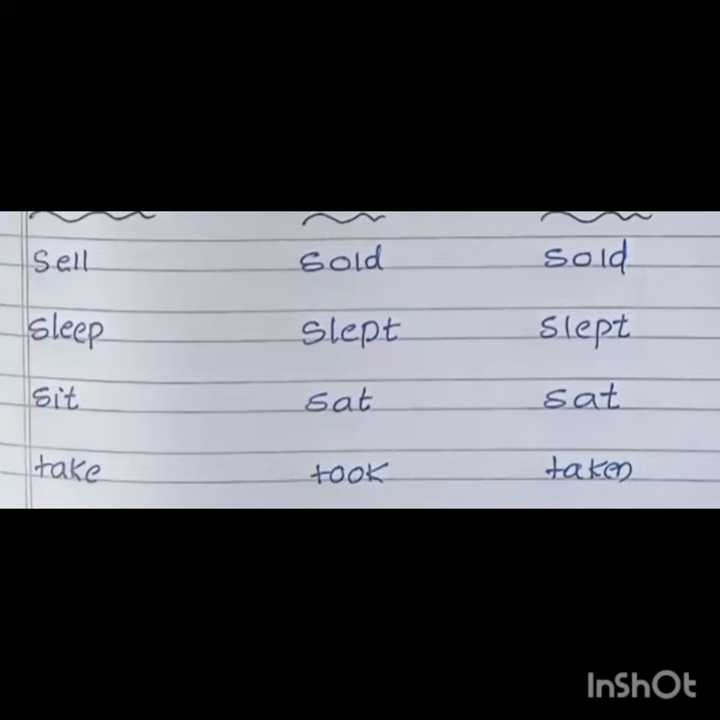 sell sold sold
sleep slept slept
sit sat sat
take took taken
InShOt